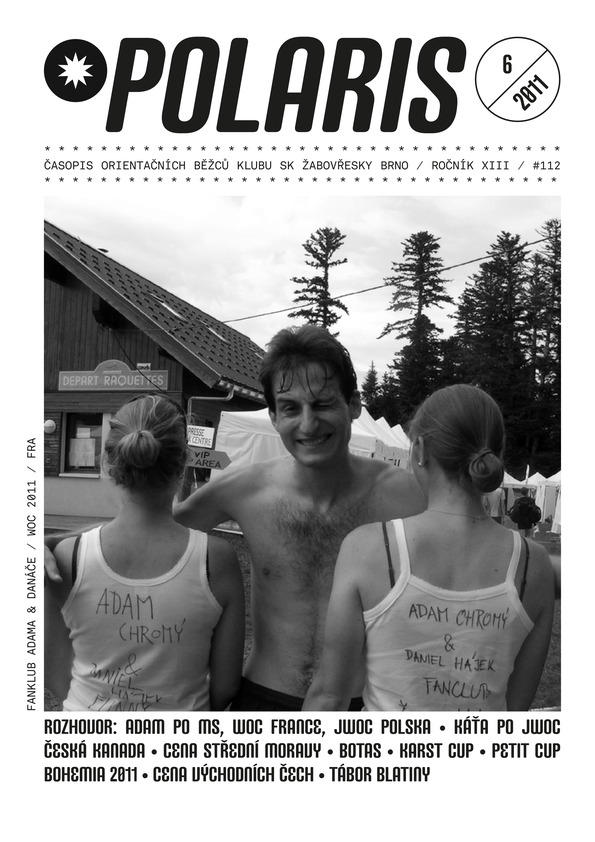 POLARIS
6
2011
ČASOPIS ORIENTAČNÍCH BĚŽCŮ KLUBU SK ŽABOVŘESKY BRNO / ROČNÍK XIII / #112
DEPART RAQUETTES
PRESSE
CENTRE
VIP
AREA
ADAM
CHROMÝ
&
DANIEL
ADAM CHROMÝ
&
DANIEL HÁJEK
FANCLUB
FANKLUB ADAMA & DANÁČE / WOC 2011 / FRA
ROZHOVOR: ADAM PO MS, WOC FRANCE, JWOC POLSKA • KÁŤA PO JWOC
ČESKÁ KANADA • CENA STŘEDNÍ MORAVY • BOTAS • KARST CUP • PETIT CUP
BOHEMIA 2011 • CENA VÝCHODNÍCH ČECH • TÁBOR BLATINY